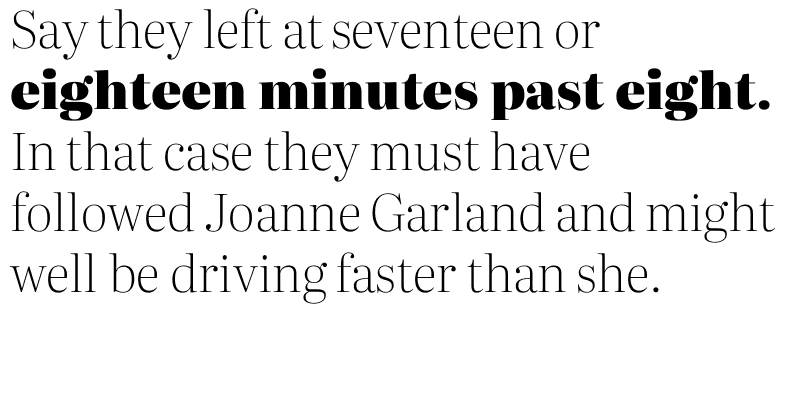 Say they left at seventeen or
eighteen minutes past eight.
In that case they must have
followed Joanne Garland and might
well be driving faster than she.